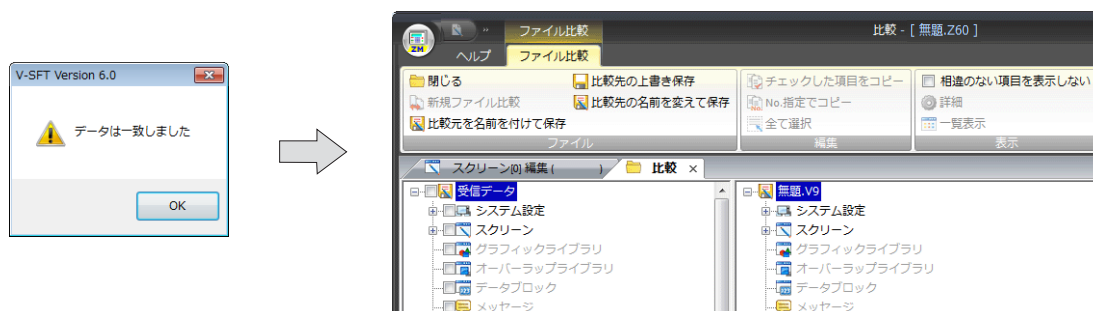 V-SFT Version 6.0
データは一致しました
OK
ZM
ファイル比較
比較 - [ 無題.Z60 ]
ヘルプ ファイル比較
閉じる
新規ファイル比較
比較元を名前を付けて保存
比較先の上書き保存
比較先の名前を変えて保存
ファイル
チェックした項目をコピー
No.指定でコピー
全て選択
編集
相違のない項目を表示しない
詳細
一覧表示
表示
スクリーン[0] 編集 ( )
比較
受信データ
システム設定
スクリーン
グラフィックライブラリ
オーバーラップライブラリ
データブロック
メッセージ
無題.V9
システム設定
スクリーン
グラフィックライブラリ
オーバーラップライブラリ
データブロック
メッセージ